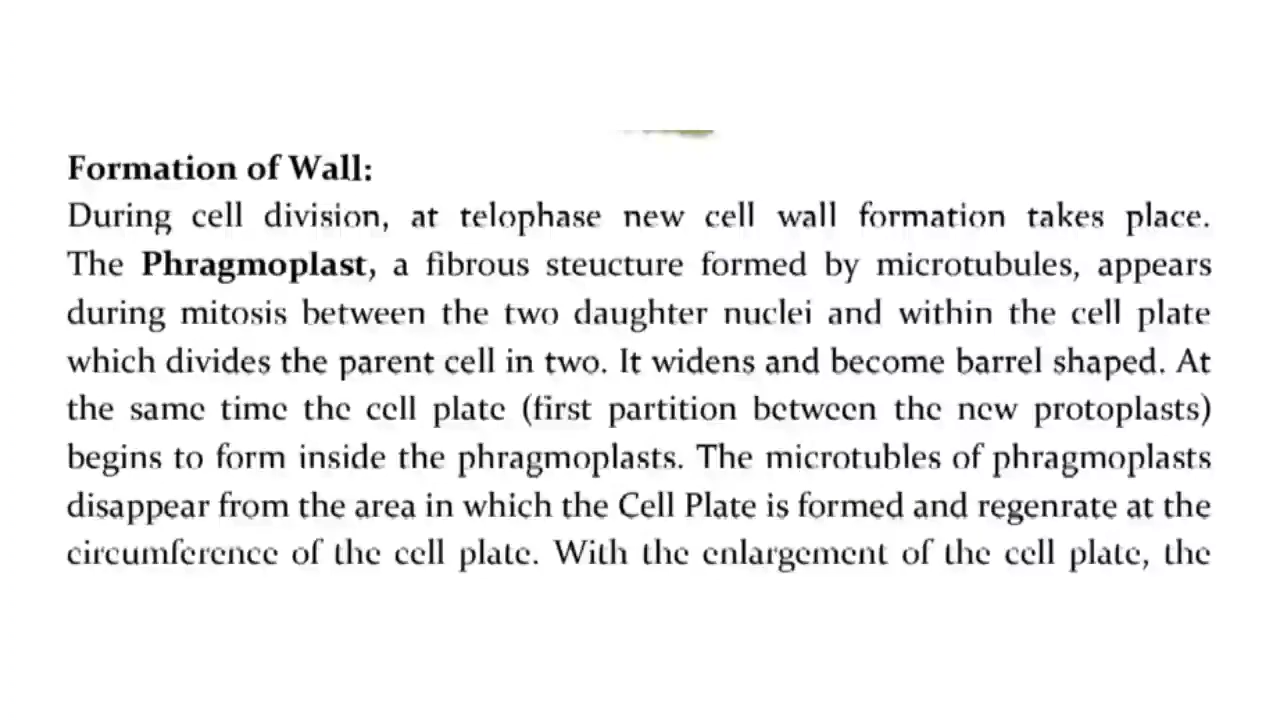 Formation of Wall:
During cell division, at telophase new cell wall formation takes place.
The Phragmoplast, a fibrous steucture formed by microtubules, appears
during mitosis between the two daughter nuclei and within the cell plate
which divides the parent cell in two. It widens and become barrel shaped. At
the same time the cell plate (first partition between the new protoplasts)
begins to form inside the phragmoplasts. The microtubles of phragmoplasts
disappear from the area in which the Cell Plate is formed and regenrate at the
circumference of the cell plate. With the enlargement of the cell plate, the